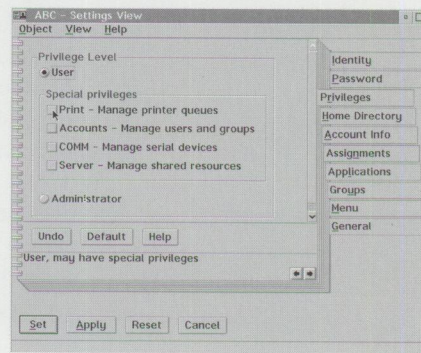 ABC - Settings View
Object View Help
Privilege Level
User
Special privileges
Print - Manage printer queues
Accounts - Manage users and groups
COMM - Manage serial devices
Server - Manage shared resources
Administrator
Undo Default Help
User, may have special privileges
Identity
Password
Privileges
Home Directory
Account Info
Assignments
Applications
Groups
Menu
General
Set Apply Reset Cancel